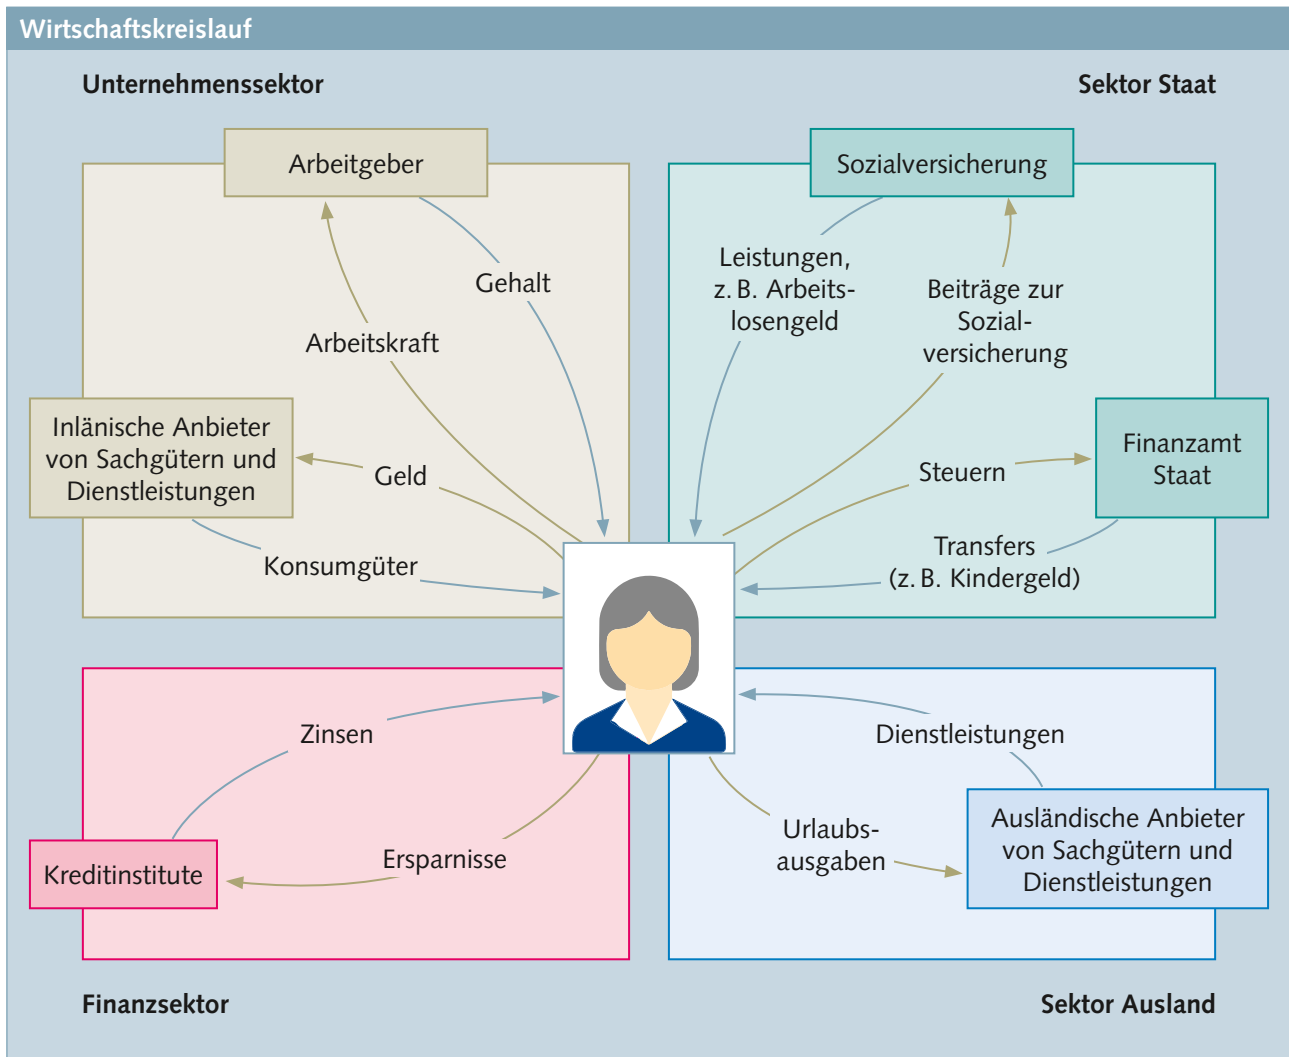 Wirtschaftskreislauf
Unternehmenssektor
Sektor Staat
Arbeitgeber
Sozialversicherung
Gehalt
Arbeitskraft
Leistungen,
z. B. Arbeits-
losengeld
Beiträge zur
Sozial-
versicherung
Inlänische Anbieter
von Sachgütern und
Dienstleistungen
Geld
Konsumgüter
Steuern
Finanzamt
Staat
Transfers
(z. B. Kindergeld)
Zinsen
Ersparnisse
Kreditinstitute
Dienstleistungen
Urlaubs-
ausgaben
Ausländische Anbieter
von Sachgütern und
Dienstleistungen
Finanzsektor
Sektor Ausland